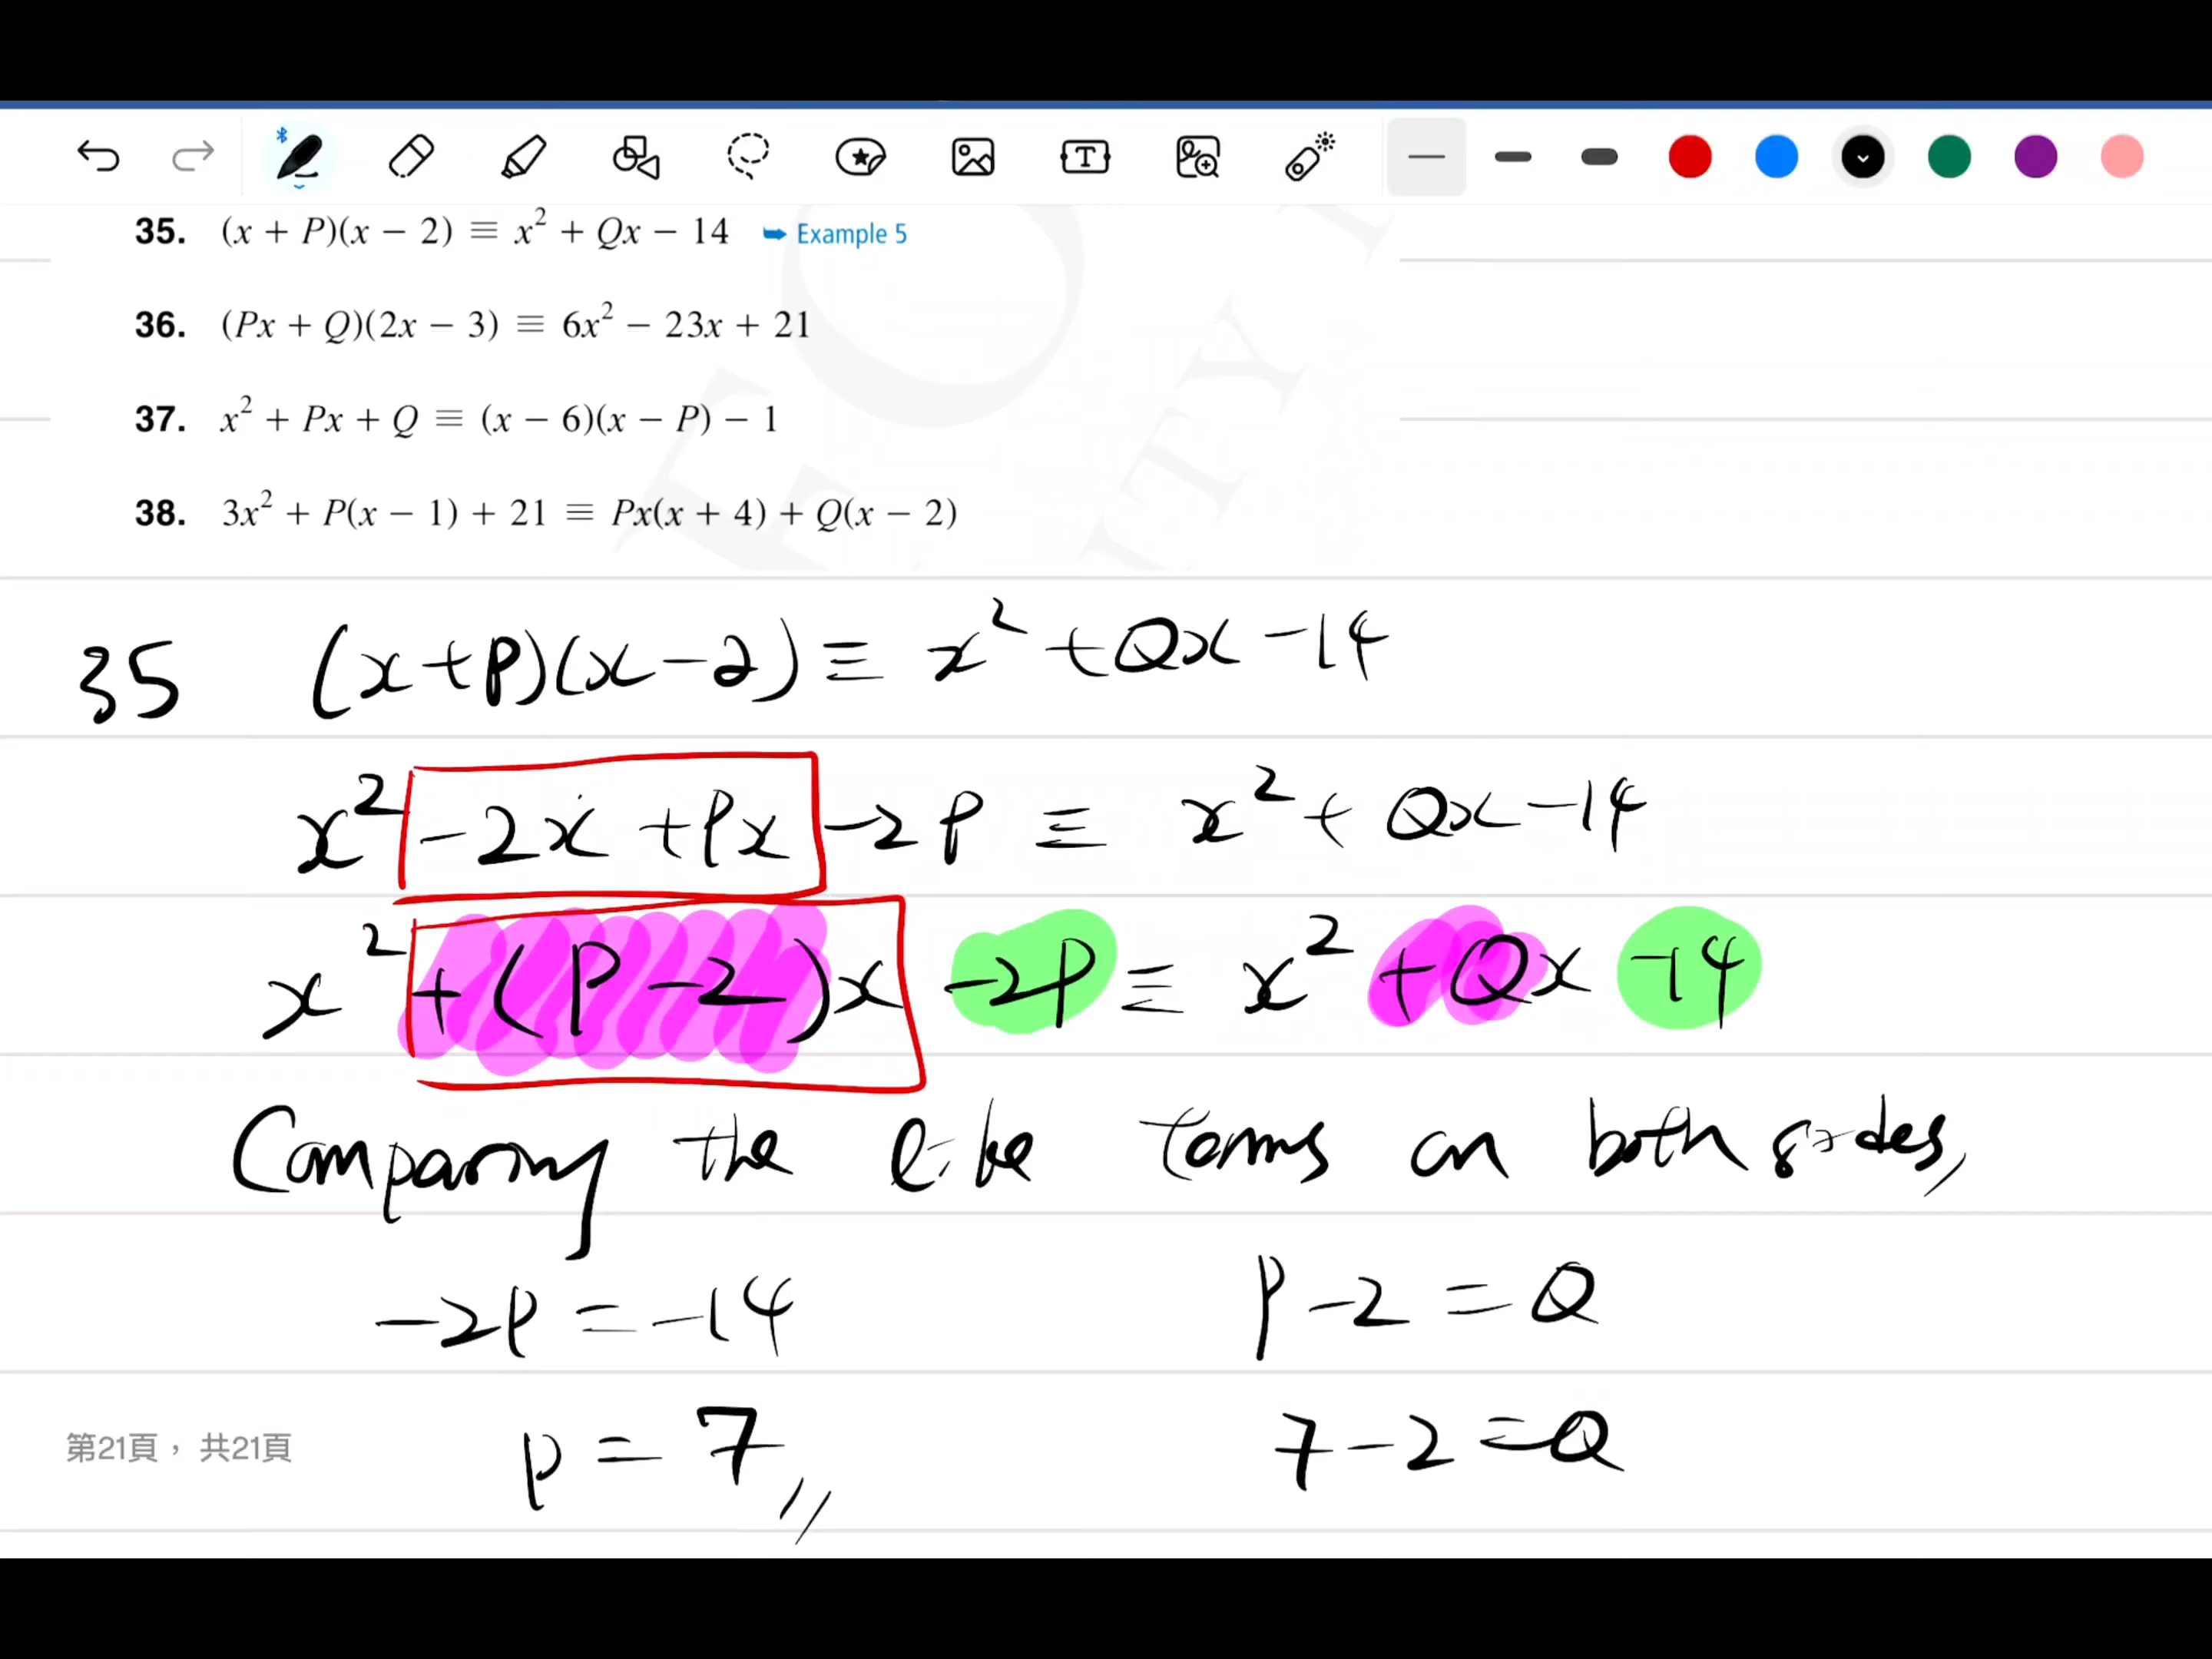 35. (x + P)(x − 2) ≡ x² + Qx − 14 ➥ Example 5
36. (Px + Q)(2x − 3) ≡ 6x² − 23x + 21
37. x² + Px + Q ≡ (x − 6)(x − P) − 1
38. 3x² + P(x − 1) + 21 ≡ Px(x + 4) + Q(x − 2)
35 (x+P)(x−2) ≡ x² + Qx −14
x² −2x +Px −2P ≡ x² + Qx −14
x² +(P−2)x −2P ≡ x² +Qx −14
Comparing the like terms on both sides,
−2P = −14 P −2 = Q
P = 7 // 7 −2 = Q
第21頁，共21頁